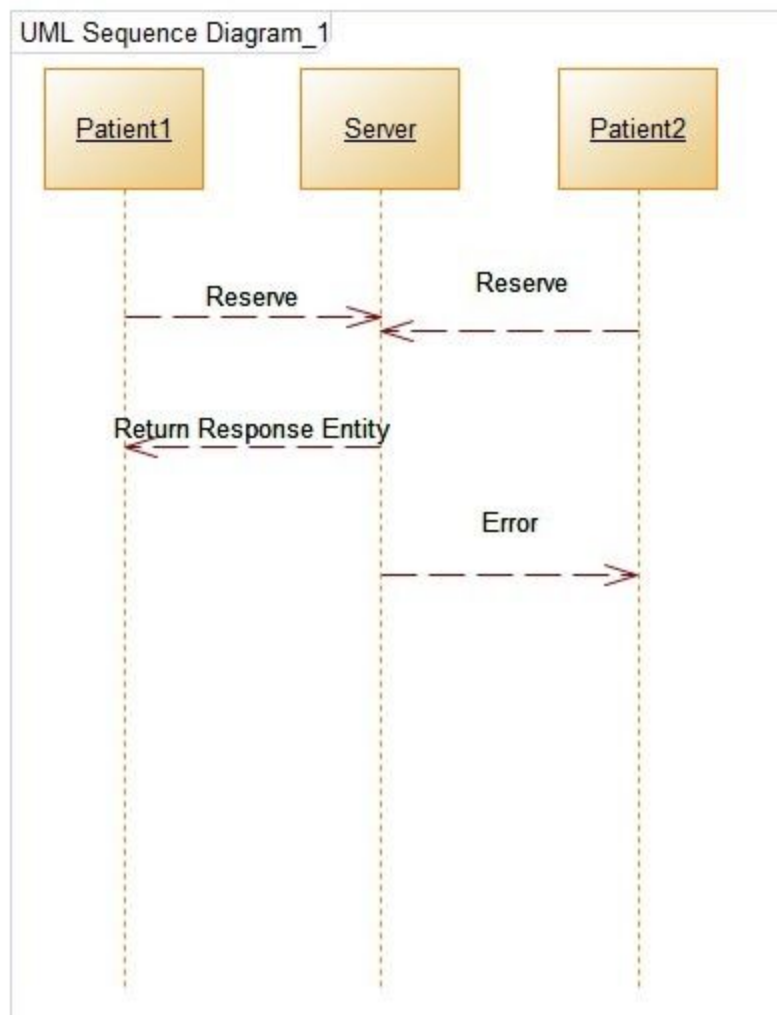 UML Sequence Diagram_1
Patient1
Server
Patient2
Reserve
Reserve
Return Response Entity
Error